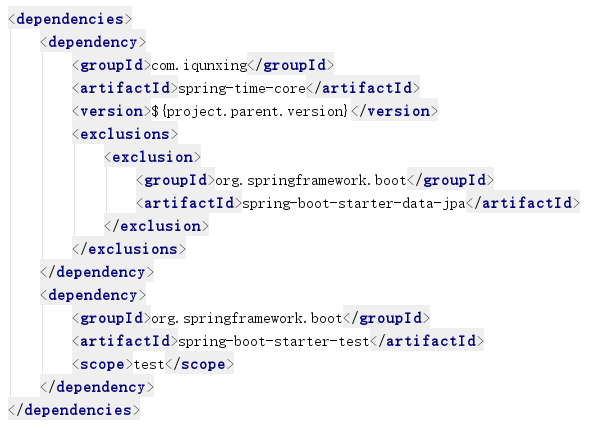 <dependencies>
<dependency>
<groupId>com.iqunxing</groupId>
<artifactId>spring-time-core</artifactId>
<version>${project.parent.version}</version>
<exclusions>
<exclusion>
<groupId>org.springframework.boot</groupId>
<artifactId>spring-boot-starter-data-jpa</artifactId>
</exclusion>
</exclusions>
</dependency>
<dependency>
<groupId>org.springframework.boot</groupId>
<artifactId>spring-boot-starter-test</artifactId>
<scope>test</scope>
</dependency>
</dependencies>